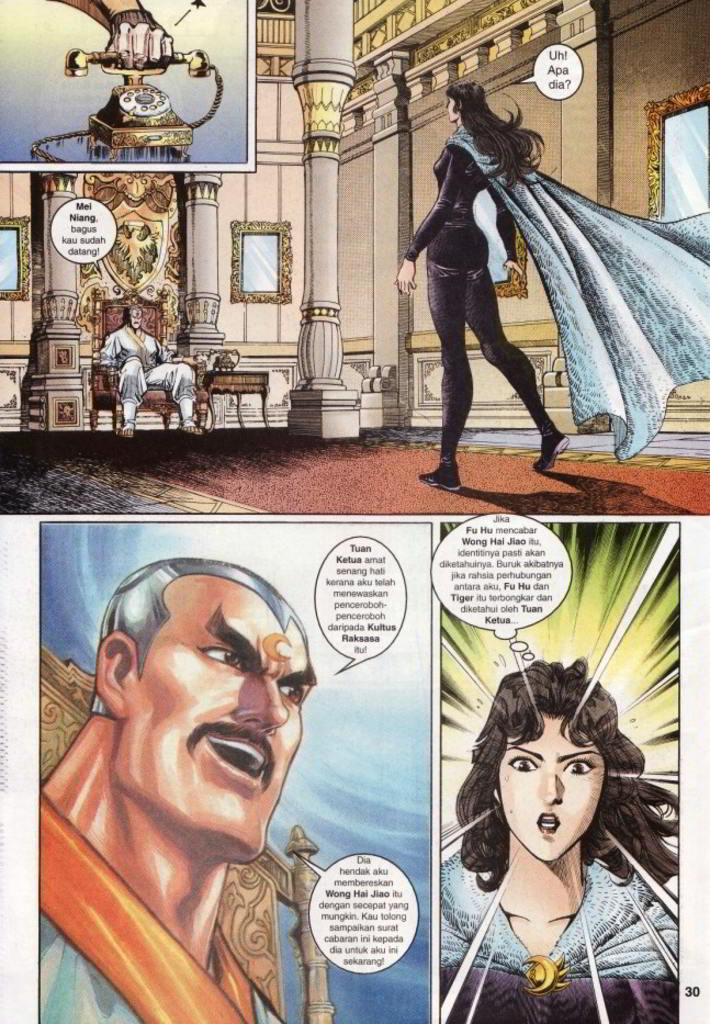 Uh!
Apa
dia?
Mei
Niang,
bagus
kau sudah
datang!
Tuan
Ketua amat
senang hati
kerana aku telah
menewaskan
penceroboh-
penceroboh
daripada Kultus
Raksasa
itu!
Dia
hendak aku
membereskan
Wong Hai Jiao itu
dengan secepat yang
mungkin. Kau tolong
sampaikan surat
cabaran ini kepada
dia untuk aku ini
sekarang!
Jika
Fu Hu mencabar
Wong Hai Jiao itu,
identitinya pasti akan
diketahuinya. Buruk akibatnya
jika rahsia perhubungan
antara aku, Fu Hu dan
Tiger itu terbongkar dan
diketahui oleh Tuan
Ketua...
30